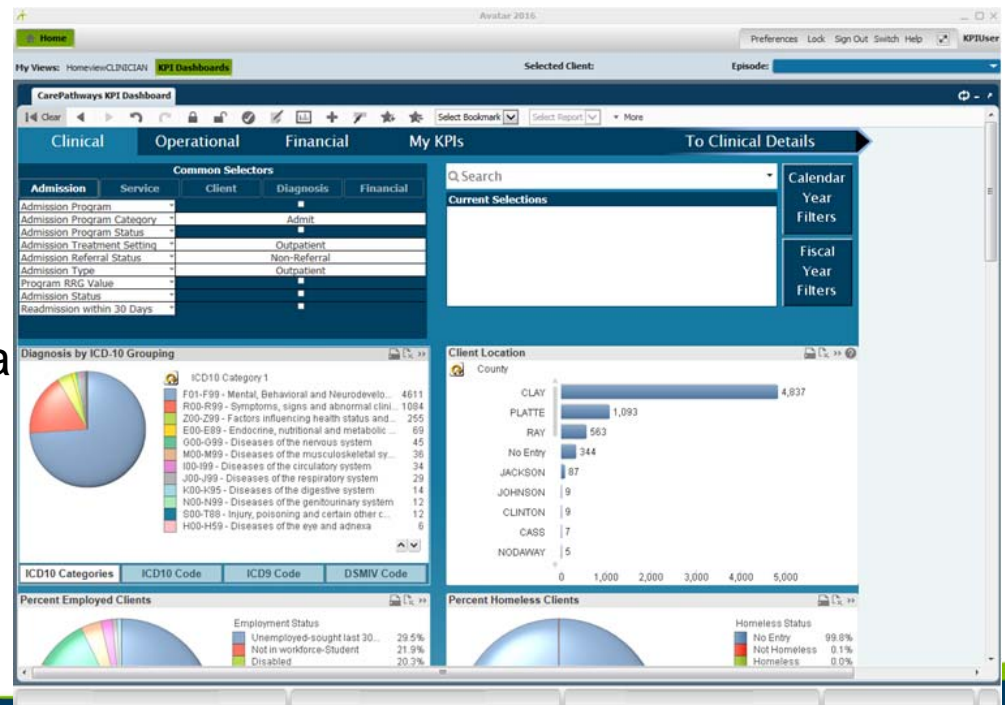 Avatar 2016
Home
Preferences Lock Sign Out Switch Help KPIUser
My Views: HomeviewCLINICIAN KPI Dashboards Selected Client: Episode:
CarePathways KPI Dashboard
Clear Select Bookmark Select Report More
Clinical Operational Financial My KPIs To Clinical Details
Common Selectors
Admission Service Client Diagnosis Financial
Admission Program
Admission Program Category Admit
Admission Program Status
Admission Treatment Setting Outpatient
Admission Referral Status Non-Referral
Admission Type Outpatient
Program RRG Value
Admission Status
Readmission within 30 Days
Search
Current Selections
Calendar
Year
Filters
Fiscal
Year
Filters
a
Diagnosis by ICD-10 Grouping
ICD10 Category 1
F01-F99 - Mental, Behavioral and Neurodevelo... 4611
R00-R99 - Symptoms, signs and abnormal clini... 1084
Z00-Z99 - Factors influencing health status and... 255
E00-E89 - Endocrine, nutritional and metabolic ... 69
G00-G99 - Diseases of the nervous system 45
M00-M99 - Diseases of the musculoskeletal sy... 36
I00-I99 - Diseases of the circulatory system 34
J00-J99 - Diseases of the respiratory system 29
K00-K95 - Diseases of the digestive system 14
N00-N99 - Diseases of the genitourinary system 12
S00-T88 - Injury, poisoning and certain other c... 12
H00-H59 - Diseases of the eye and adnexa 6
ICD10 Categories ICD10 Code ICD9 Code DSMIV Code
Client Location
County
CLAY 4,837
PLATTE 1,093
RAY 563
No Entry 344
JACKSON 87
JOHNSON 9
CLINTON 9
CASS 7
NODAWAY 5
0 1,000 2,000 3,000 4,000 5,000
Percent Employed Clients
Employment Status
Unemployed-sought last 30... 29.5%
Not in workforce-Student 21.9%
Disabled 20.3%
Percent Homeless Clients
Homeless Status
No Entry 99.8%
Not Homeless 0.1%
Homeless 0.0%